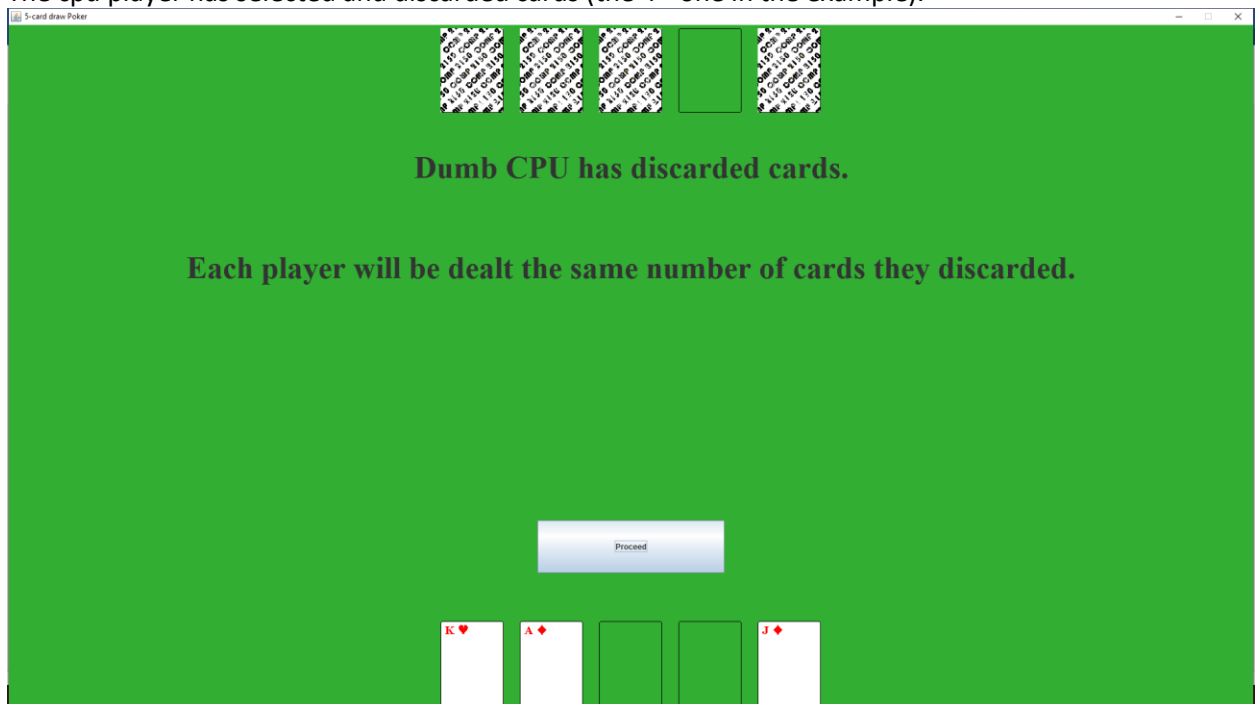 The cpu player has selected and discarded cards (the 4 one in the example).
5-card draw Poker
Dumb CPU has discarded cards.
Each player will be dealt the same number of cards they discarded.
Proceed
K ♥ A ♦ J ♦